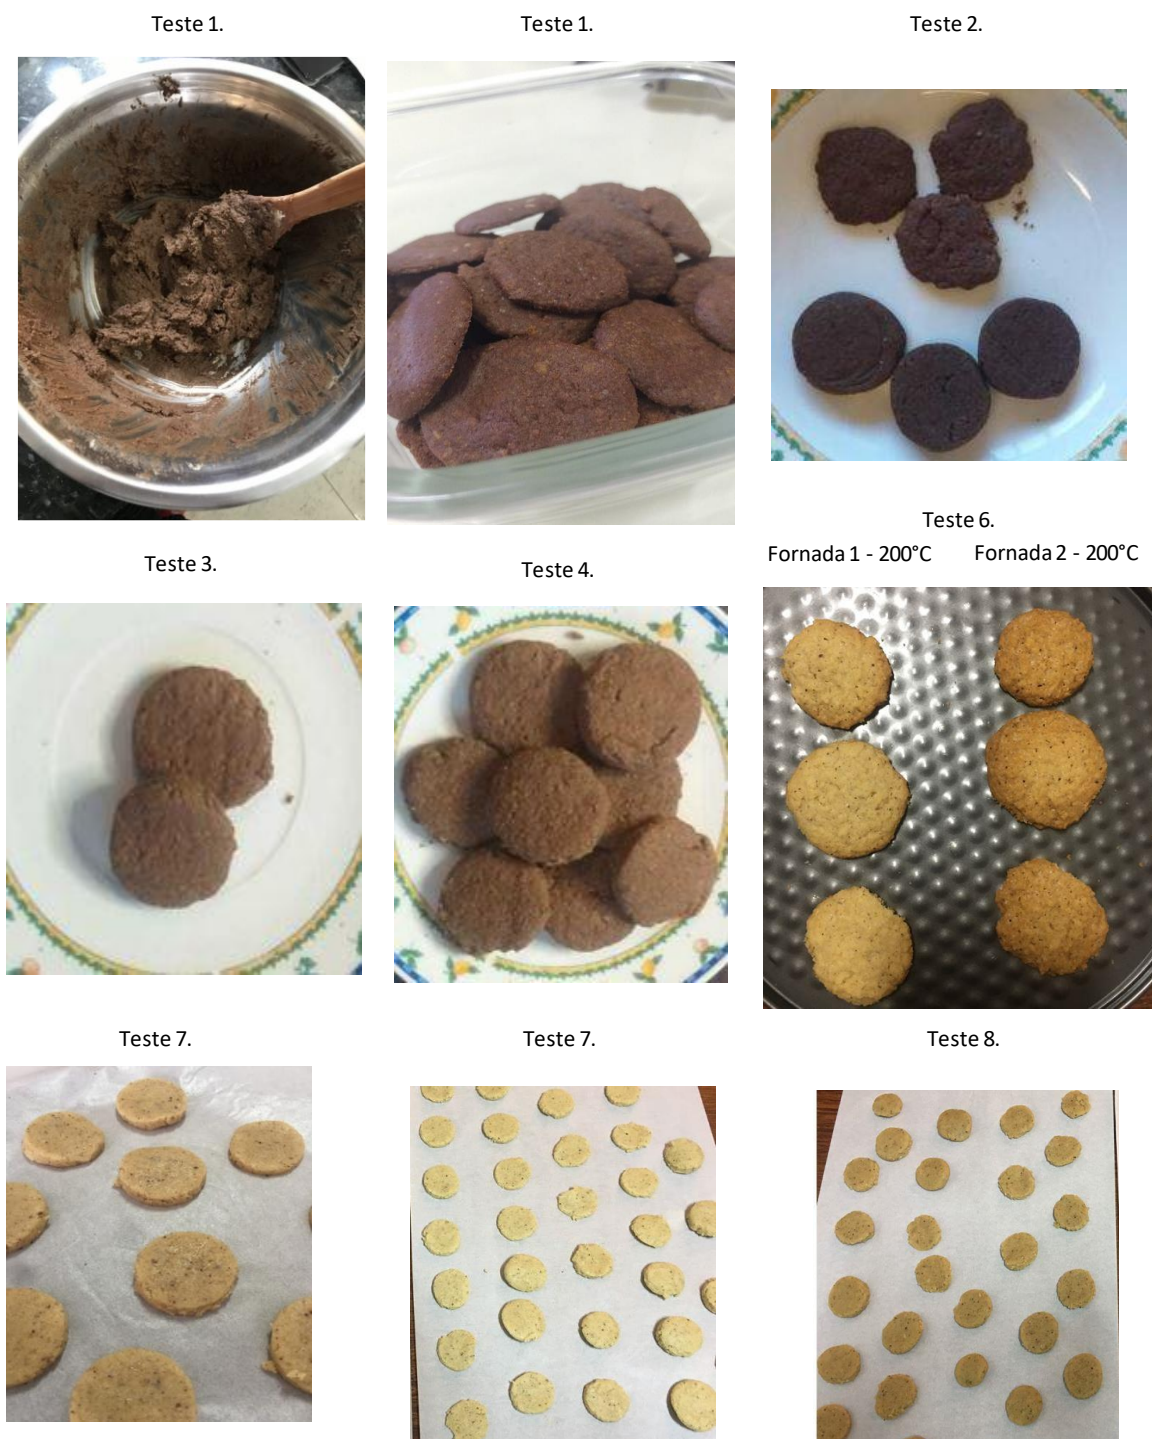 Teste 1.
Teste 1.
Teste 2.
Teste 3.
Teste 4.
Teste 6.
Fornada 1 - 200°C
Fornada 2 - 200°C
Teste 7.
Teste 7.
Teste 8.